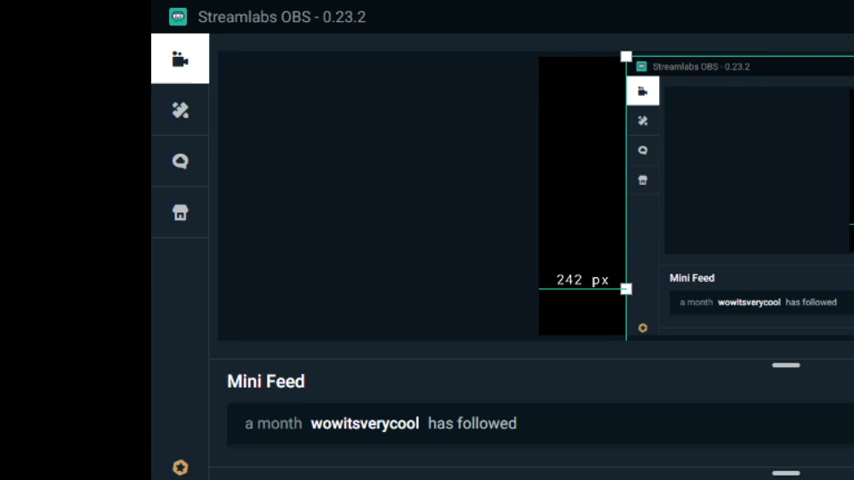 Streamlabs OBS - 0.23.2
Streamlabs OBS - 0.23.2
242 px
Mini Feed
a month wowitsverycool has followed
Mini Feed
a month wowitsverycool has followed